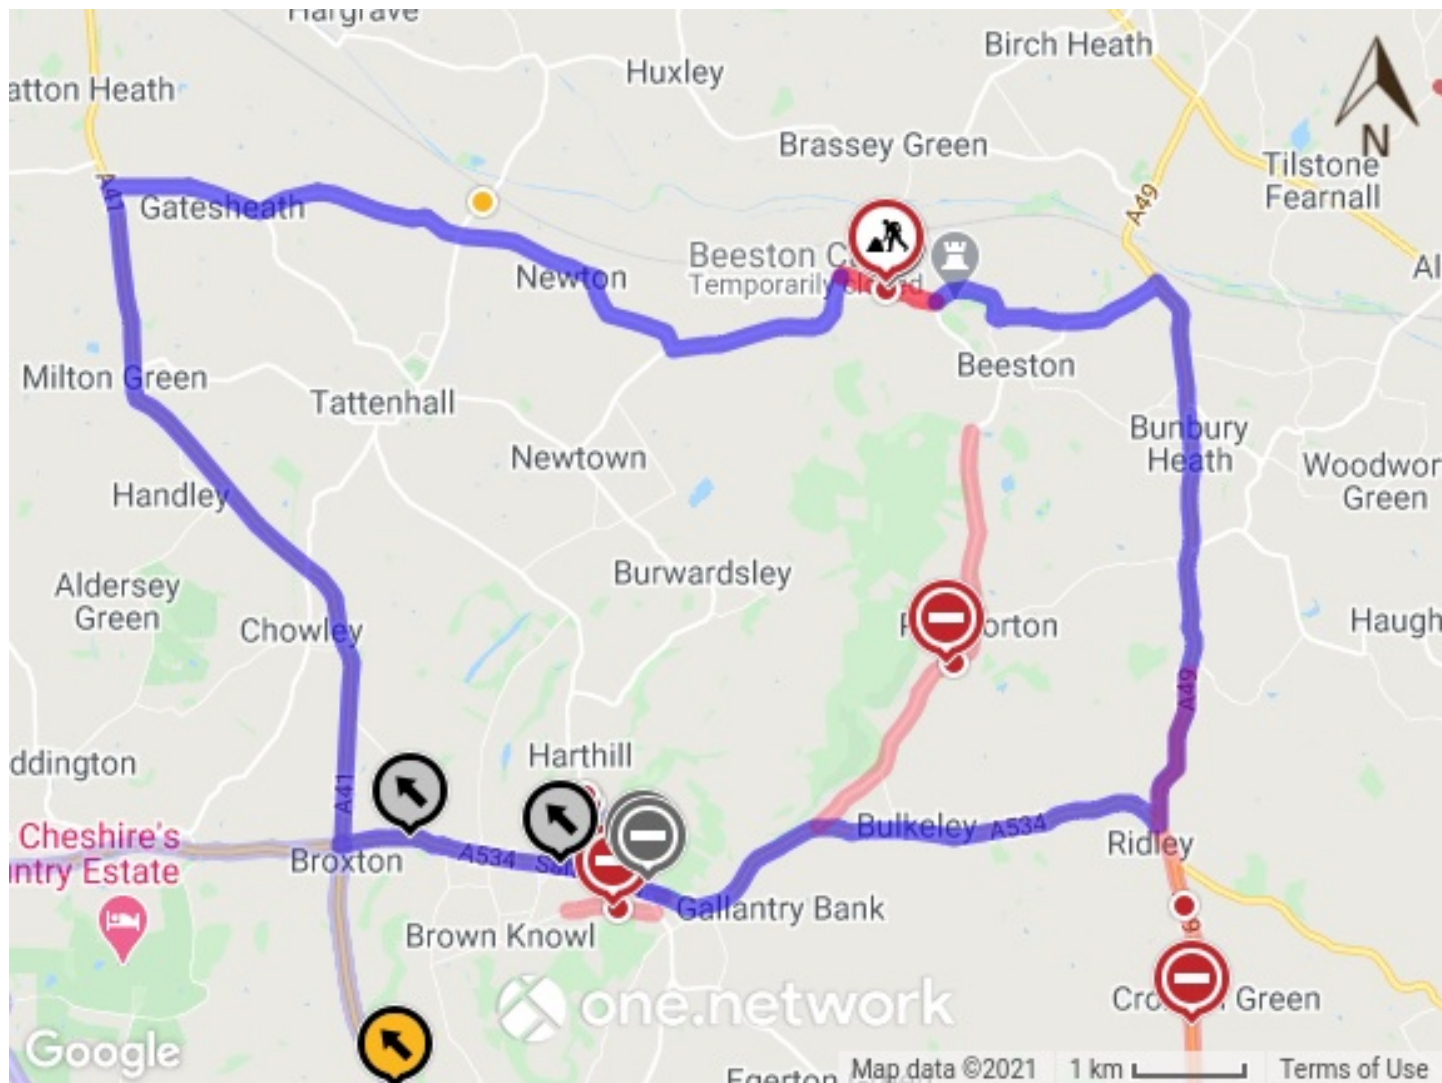 Hargrave
Birch Heath
Huxley
atton Heath
Brassey Green
N
Tilstone
Fearnall
A41
Gatesheath
A49
Beeston C
Temporarily
Newton
Al
Beeston
Milton Green
Tattenhall
Bunbury
Heath
Newtown
Woodwor
Green
Handley
Burwardsley
Aldersey
Green
Chowley
orton
Haugh
A49
Harthill
ddington
A41
Cheshire's
ntry Estate
Bulkeley
A534
Ridley
Broxton
A534
Gallantry Bank
Brown Knowl
one.network
Green
Google
Egerton
Map data ©2021
1 km
Terms of Use